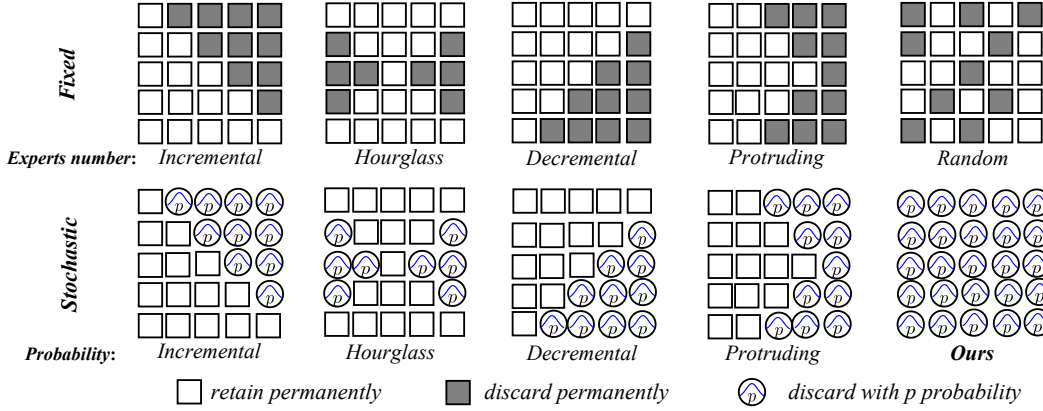 Fixed
Experts number: Incremental Hourglass Decremental Protruding Random
p p p p
p p p p p
p p p p p
p p p p p p p p p p p p p p
p p p p p p p p p p
p p p p p p p p p p p p
p p p p p p p p p p p p
Stochastic
Probability: Incremental Hourglass Decremental Protruding Ours
retain permanently discard permanently p discard with p probability